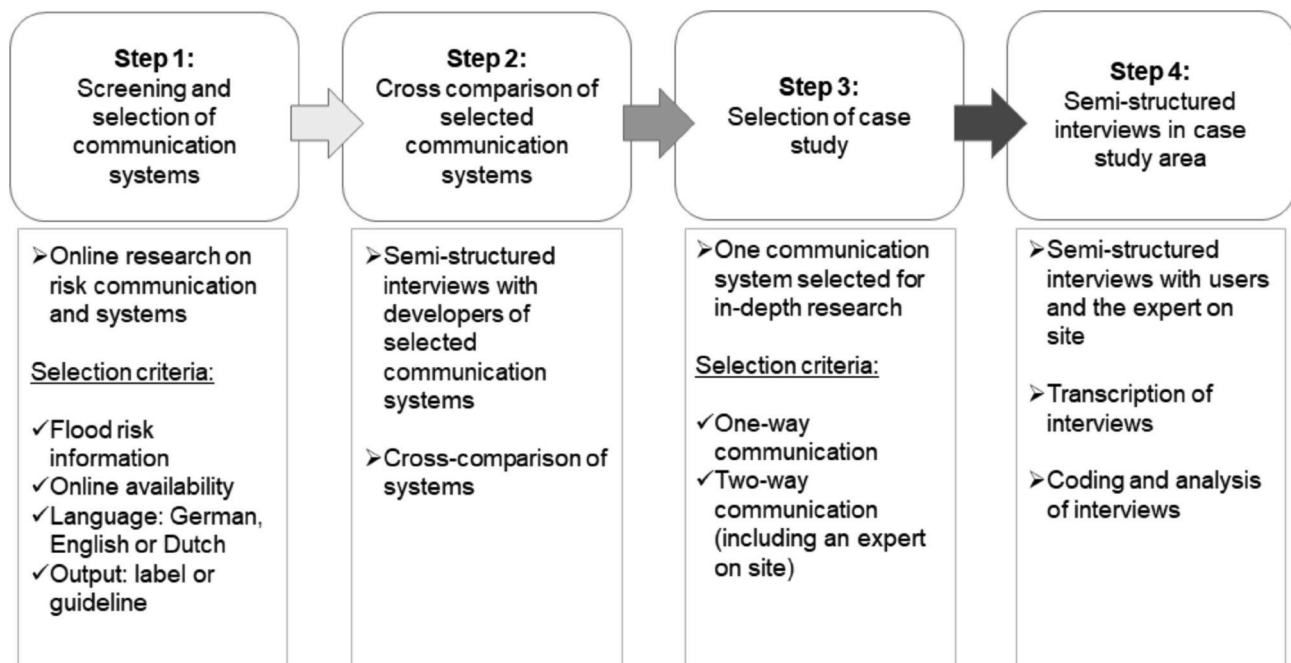 Step 1:
Screening and
selection of
communication
systems
Step 2:
Cross comparison of
selected
communication
systems
Step 3:
Selection of case
study
Step 4:
Semi-structured
interviews in case
study area
➢Online research on
risk communication
and systems
Selection criteria:
✓Flood risk
information
✓Online availability
✓Language: German,
English or Dutch
✓Output: label or
guideline
➢Semi-structured
interviews with
developers of
selected
communication
systems
➢Cross-comparison of
systems
➢One communication
system selected for
in-depth research
Selection criteria:
✓One-way
communication
✓Two-way
communication
(including an expert
on site)
➢Semi-structured
interviews with users
and the expert on
site
➢Transcription of
interviews
➢Coding and analysis
of interviews